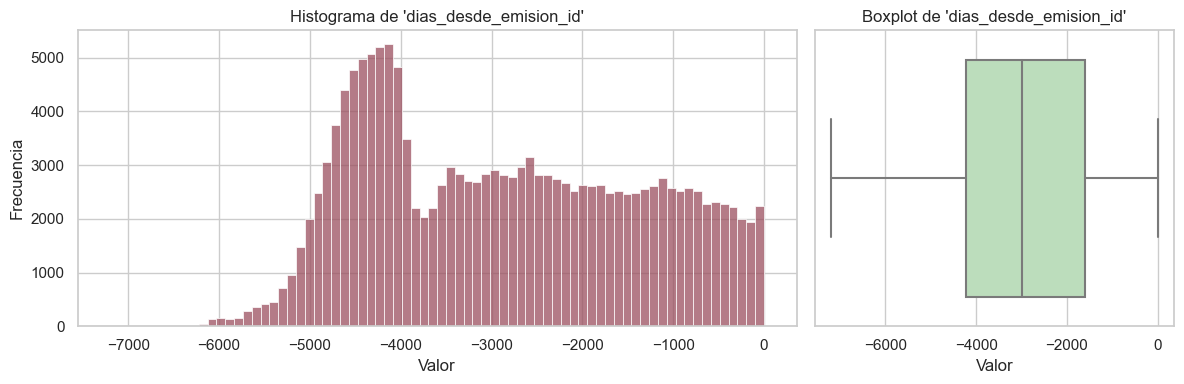 Histograma de 'dias_desde_emision_id'
Frecuencia
5000
4000
3000
2000
1000
0
−7000 −6000 −5000 −4000 −3000 −2000 −1000 0
Valor
Boxplot de 'dias_desde_emision_id'
−6000 −4000 −2000 0
Valor